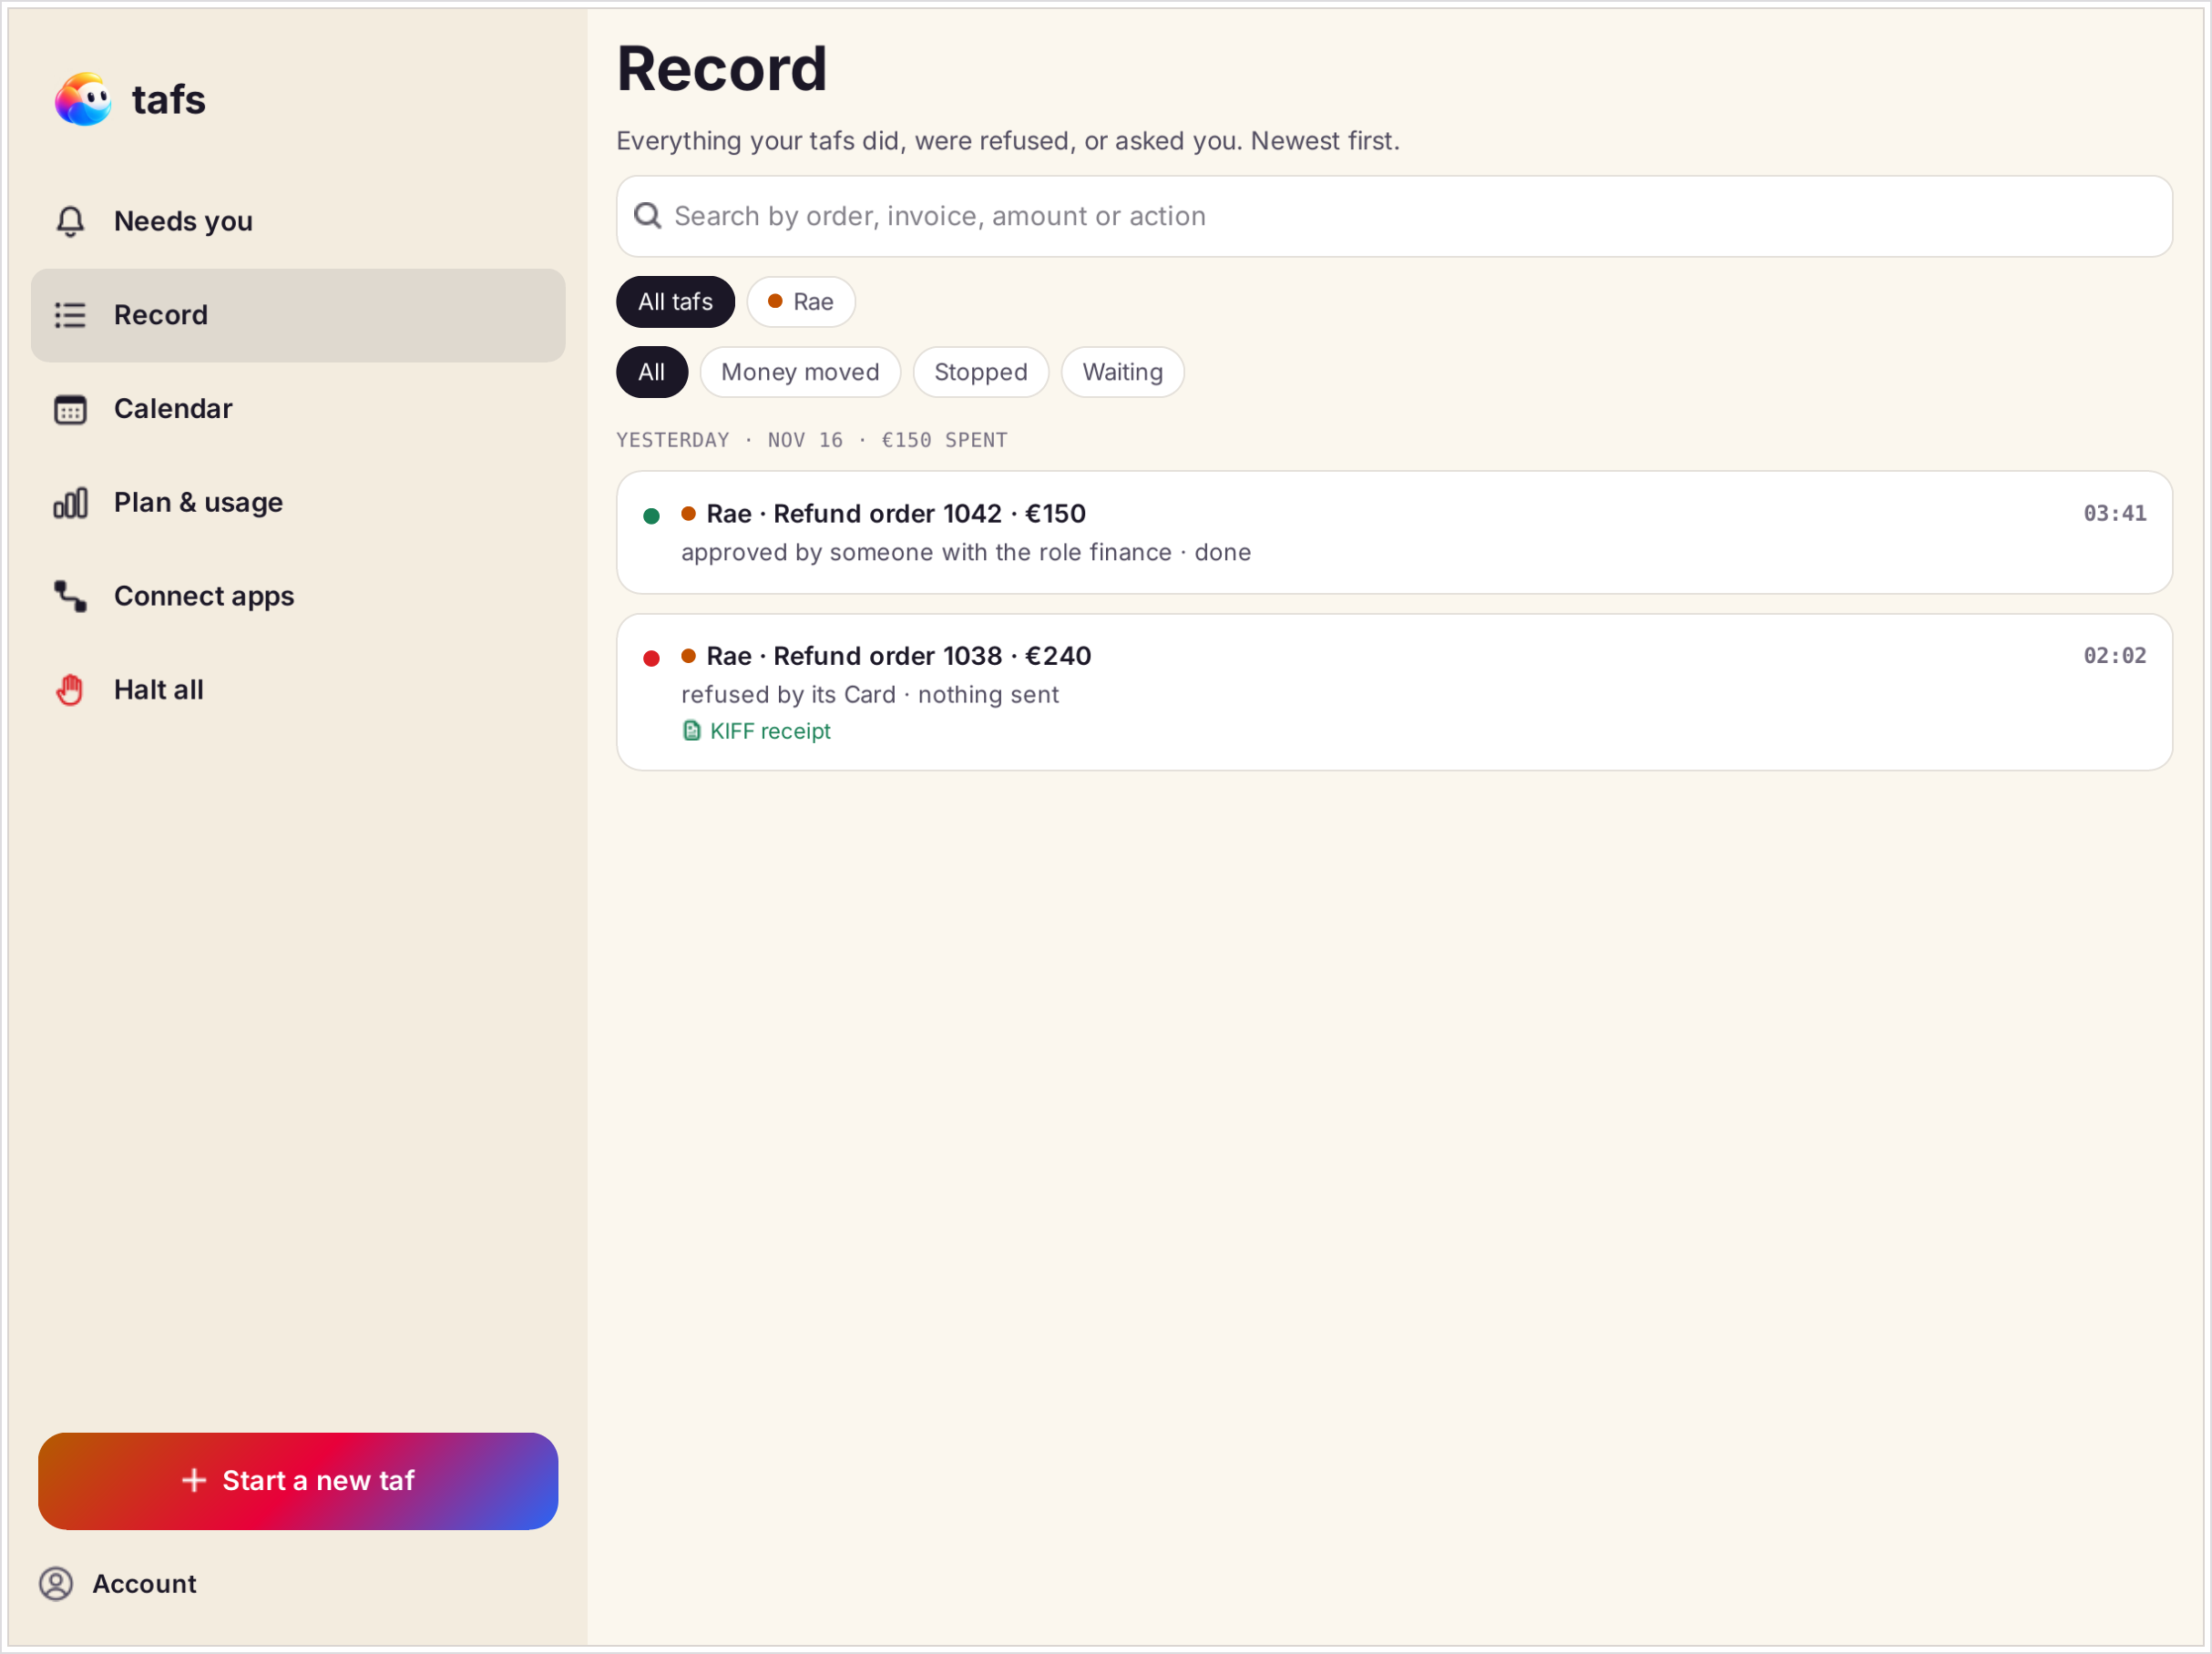 tafs
Needs you
Record
Calendar
Plan & usage
Connect apps
Halt all
Start a new taf
Account
Record
Everything your tafs did, were refused, or asked you. Newest first.
Search by order, invoice, amount or action
All tafs
Rae
All
Money moved
Stopped
Waiting
YESTERDAY · NOV 16 · €150 SPENT
Rae · Refund order 1042 · €150
03:41
approved by someone with the role finance · done
Rae · Refund order 1038 · €240
02:02
refused by its Card · nothing sent
KIFF receipt